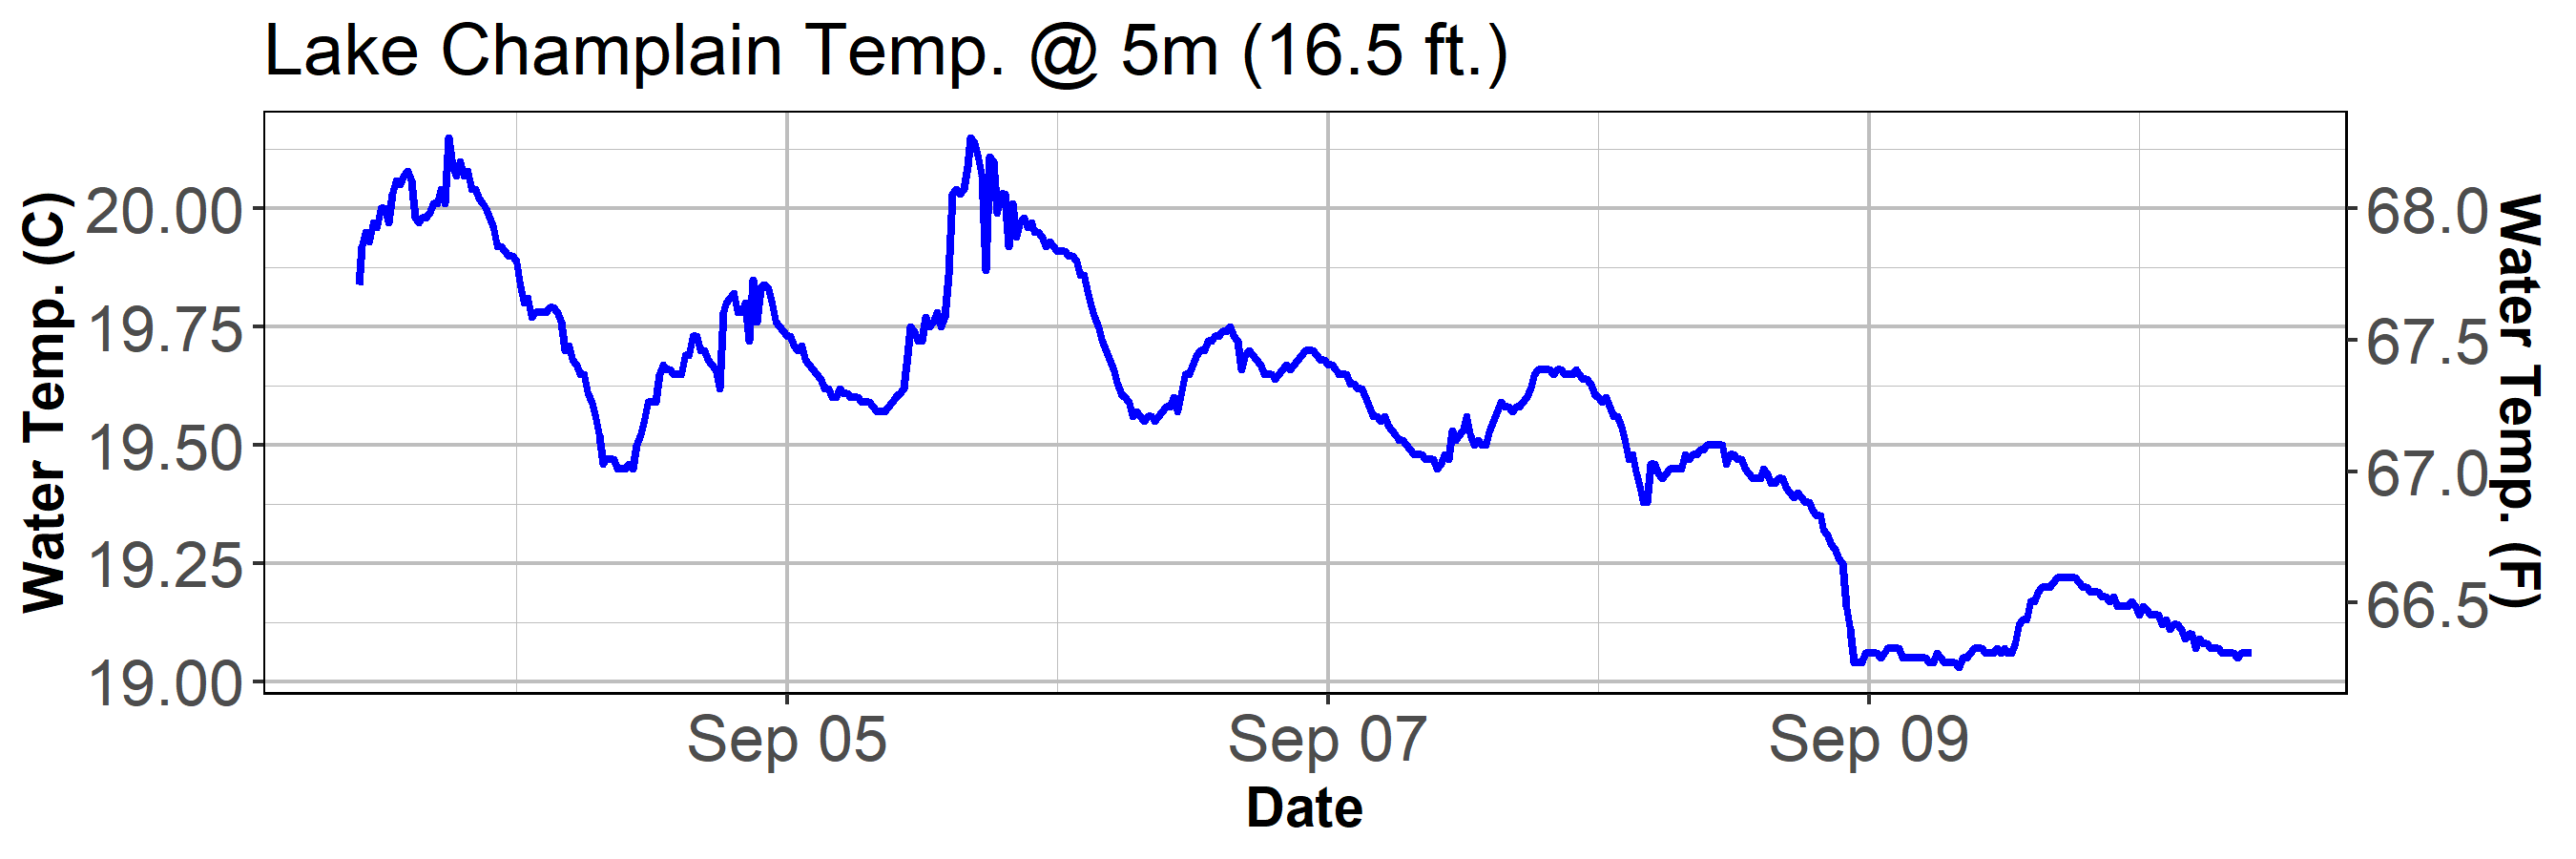 Lake Champlain Temp. @ 5m (16.5 ft.)
Water Temp. (C)
20.00
19.75
19.50
19.25
19.00
68.0
67.5
67.0
66.5
Water Temp. (F)
Sep 05 Sep 07 Sep 09
Date